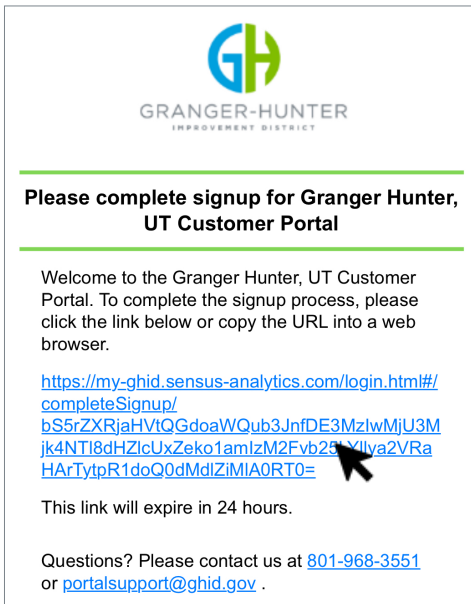 GH
GRANGER-HUNTER
IMPROVEMENT DISTRICT
Please complete signup for Granger Hunter,
UT Customer Portal
Welcome to the Granger Hunter, UT Customer
Portal. To complete the signup process, please
click the link below or copy the URL into a web
browser.
https://my-ghid.sensus-analytics.com/login.html#/
completeSignup/
bS5rZXRjaHVtQGdoaWQub3JnfDE3MzIwMjU3M
HArTytpR1doQ0dMdlZiMlA0RT0=
This link will expire in 24 hours.
Questions? Please contact us at 801-968-3551
or portalsupport@ghid.gov .